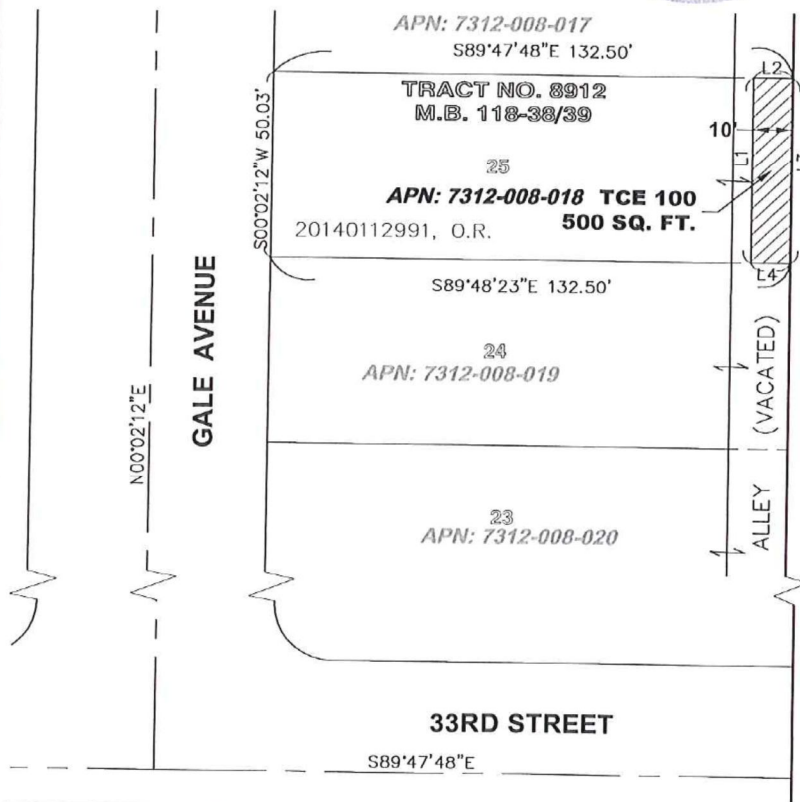 APN: 7312-008-017
S89°47'48"E 132.50'
L2
TRACT NO. 8912
M.B. 118-38/39
10'
L1
25
APN: 7312-008-018 TCE 100
500 SQ. FT.
20140112991, O.R.
S00°02'12"W 50.03'
L4
S89°48'23"E 132.50'
GALE AVENUE
N00°02'12"E
24
APN: 7312-008-019
ALLEY (VACATED)
23
APN: 7312-008-020
33RD STREET
S89°47'48"E